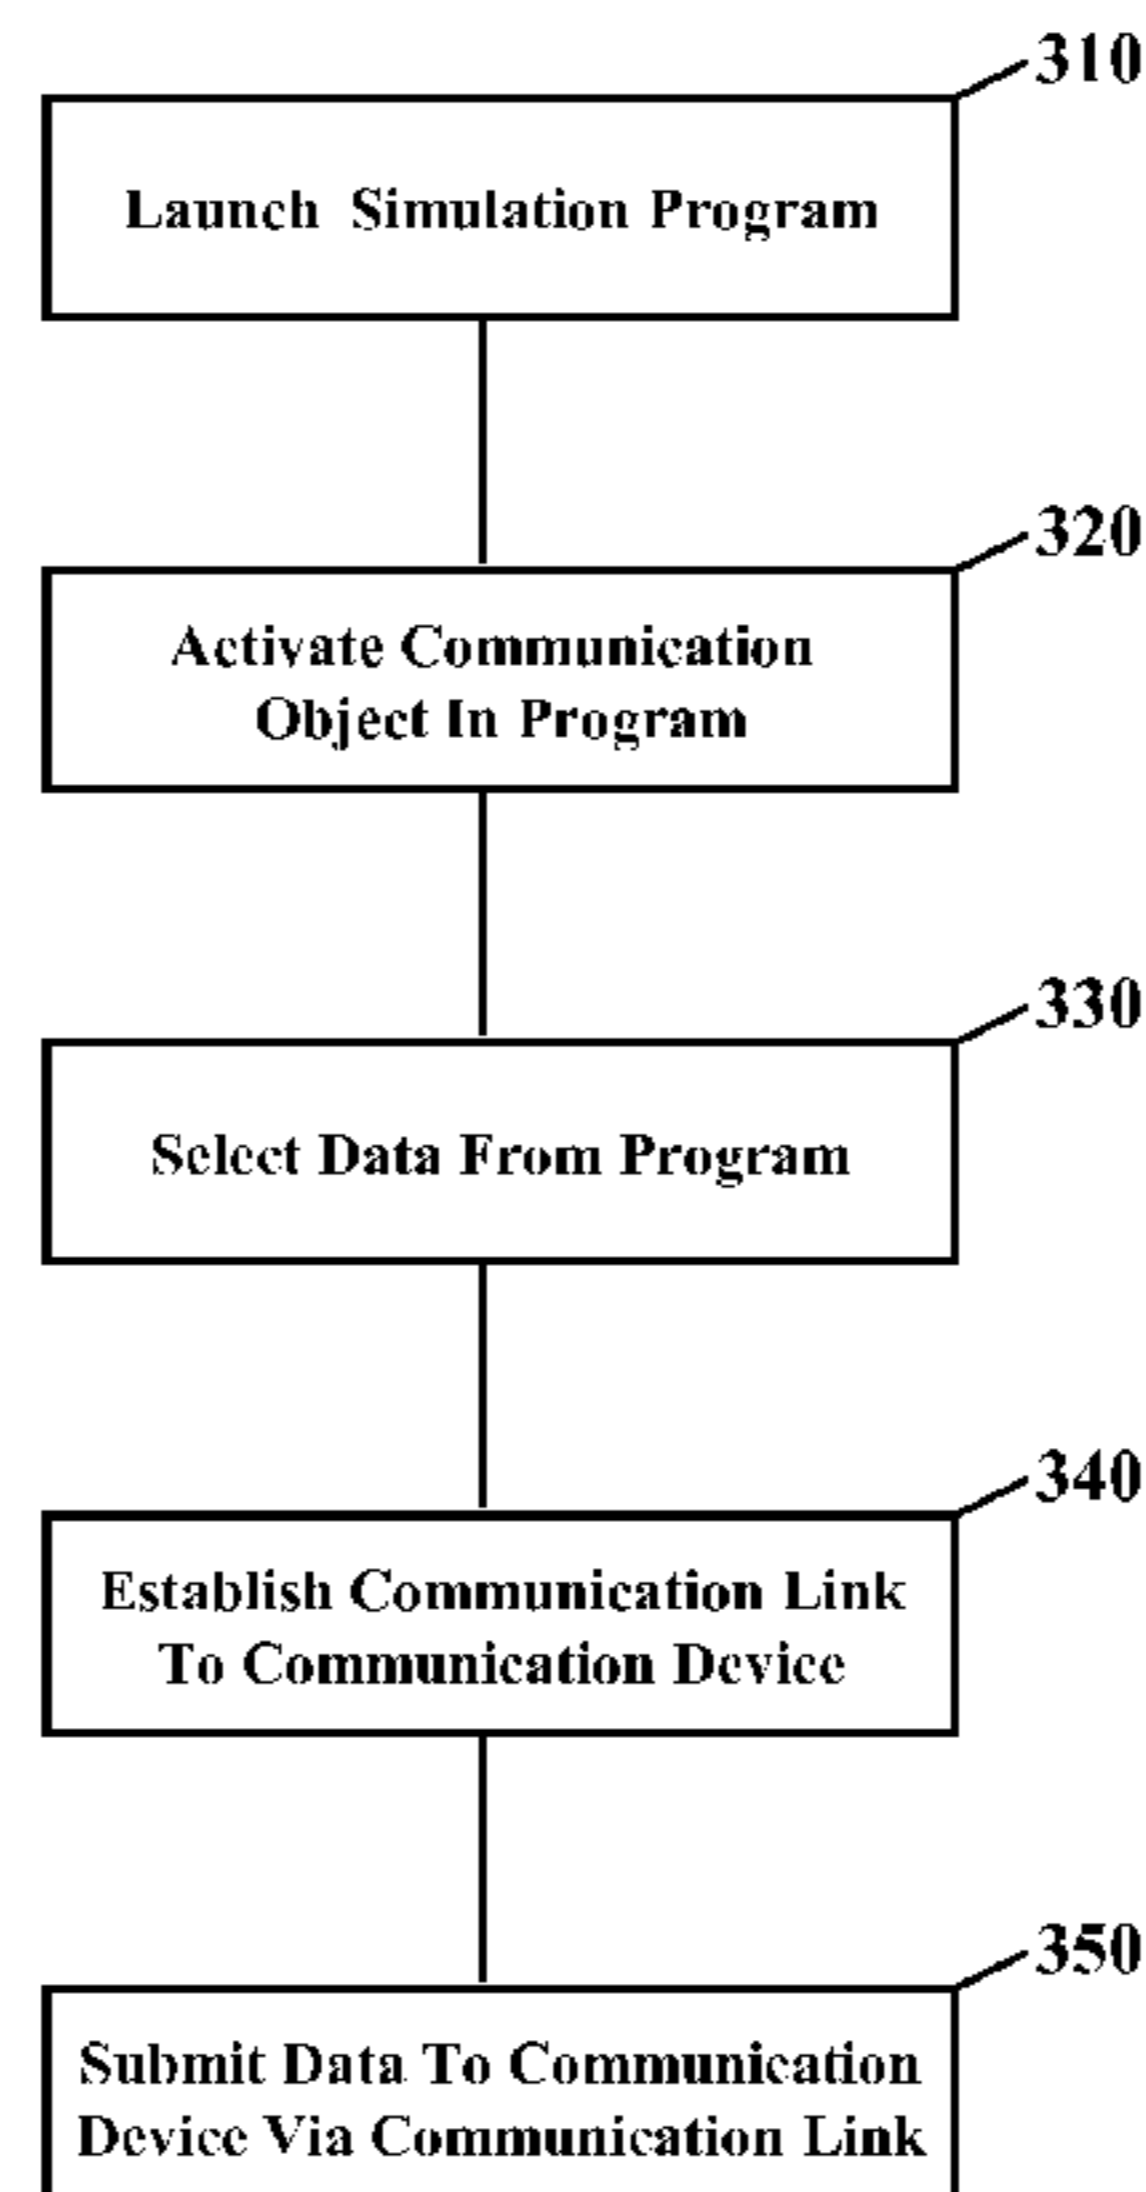 310
Launch Simulation Program
320
Activate Communication
Object In Program
330
Select Data From Program
340
Establish Communication Link
To Communication Device
350
Submit Data To Communication
Device Via Communication Link